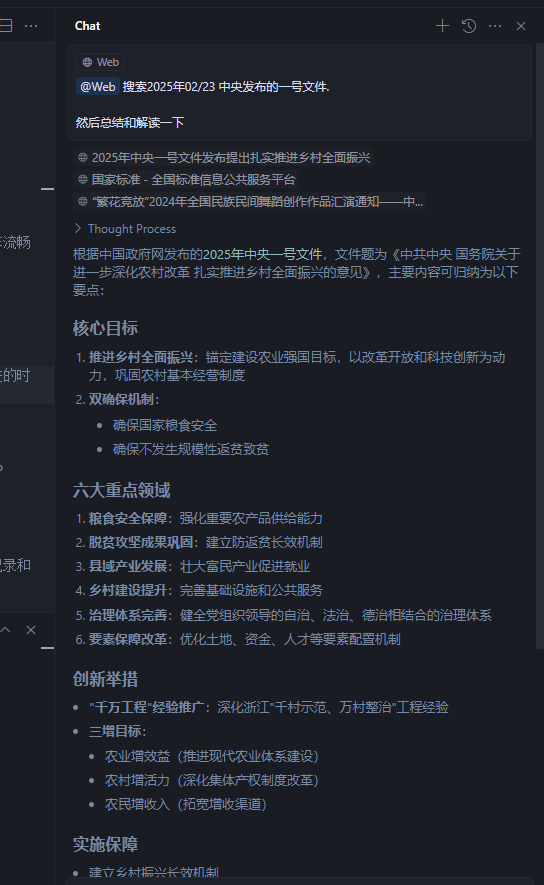 Chat
Web
@Web 搜索2025年02/23 中央发布的一号文件.
然后总结和解读一下
2025年中央一号文件发布提出扎实推进乡村全面振兴
国家标准 - 全国标准信息公共服务平台
“繁花竞放”2024年全国民族民间舞蹈创作作品汇演通知——中...
Thought Process
根据中国政府网发布的2025年中央一号文件，文件题为《中共中央 国务院关于
进一步深化农村改革 扎实推进乡村全面振兴的意见》，主要内容可归纳为以下
要点：
核心目标
1. 推进乡村全面振兴：锚定建设农业强国目标，以改革开放和科技创新为动
力，巩固农村基本经营制度
2. 双确保机制：
• 确保国家粮食安全
• 确保不发生规模性返贫致贫
六大重点领域
1. 粮食安全保障：强化重要农产品供给能力
2. 脱贫攻坚成果巩固：建立防返贫长效机制
3. 县域产业发展：壮大富民产业促进就业
4. 乡村建设提升：完善基础设施和公共服务
5. 治理体系完善：健全党组织领导的自治、法治、德治相结合的治理体系
6. 要素保障改革：优化土地、资金、人才等要素配置机制
创新举措
• "千万工程"经验推广：深化浙江"千村示范、万村整治"工程经验
• 三增目标：
• 农业增效益（推进现代农业体系建设）
• 农村增活力（深化集体产权制度改革）
• 农民增收入（拓宽增收渠道）
实施保障
• 建立乡村振兴长效机制
流畅
的时
录和